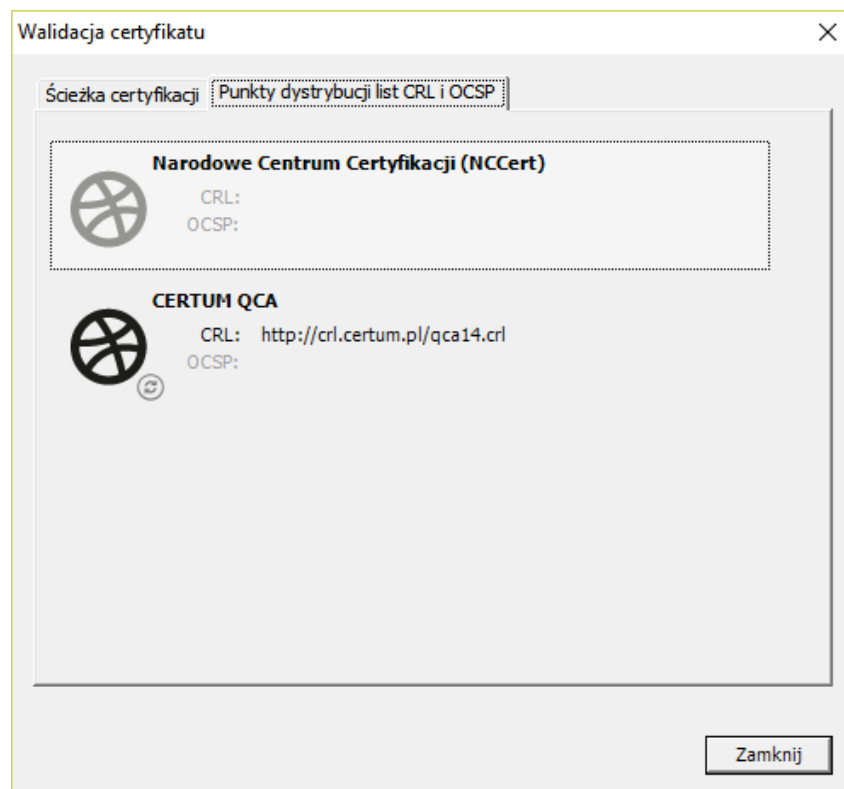 Walidacja certyfikatu
Ścieżka certyfikacji Punkty dystrybucji list CRL i OCSP
Narodowe Centrum Certyfikacji (NCCert)
CRL:
OCSP:
CERTUM QCA
CRL: http://crl.certum.pl/qca14.crl
OCSP:
Zamknij